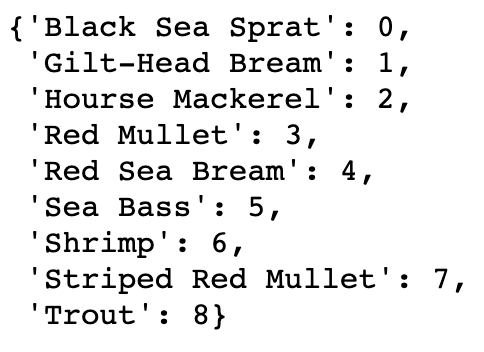 {'Black Sea Sprat': 0,
'Gilt-Head Bream': 1,
'Hourse Mackerel': 2,
'Red Mullet': 3,
'Red Sea Bream': 4,
'Sea Bass': 5,
'Shrimp': 6,
'Striped Red Mullet': 7,
'Trout': 8}